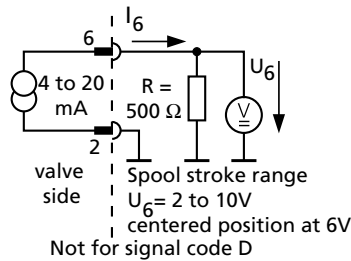 I6
6
U6
4 to 20
mA
R =
500 Ω
V
2
valve
side
Spool stroke range
U6= 2 to 10V
centered position at 6V
Not for signal code D